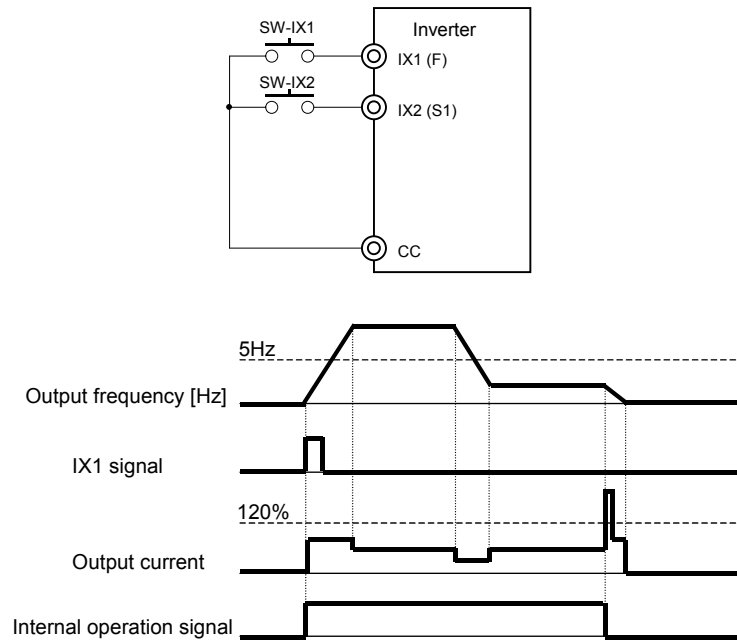 SW-IX1
Inverter
IX1 (F)
SW-IX2
IX2 (S1)
CC
5Hz
Output frequency [Hz]
IX1 signal
120%
Output current
Internal operation signal